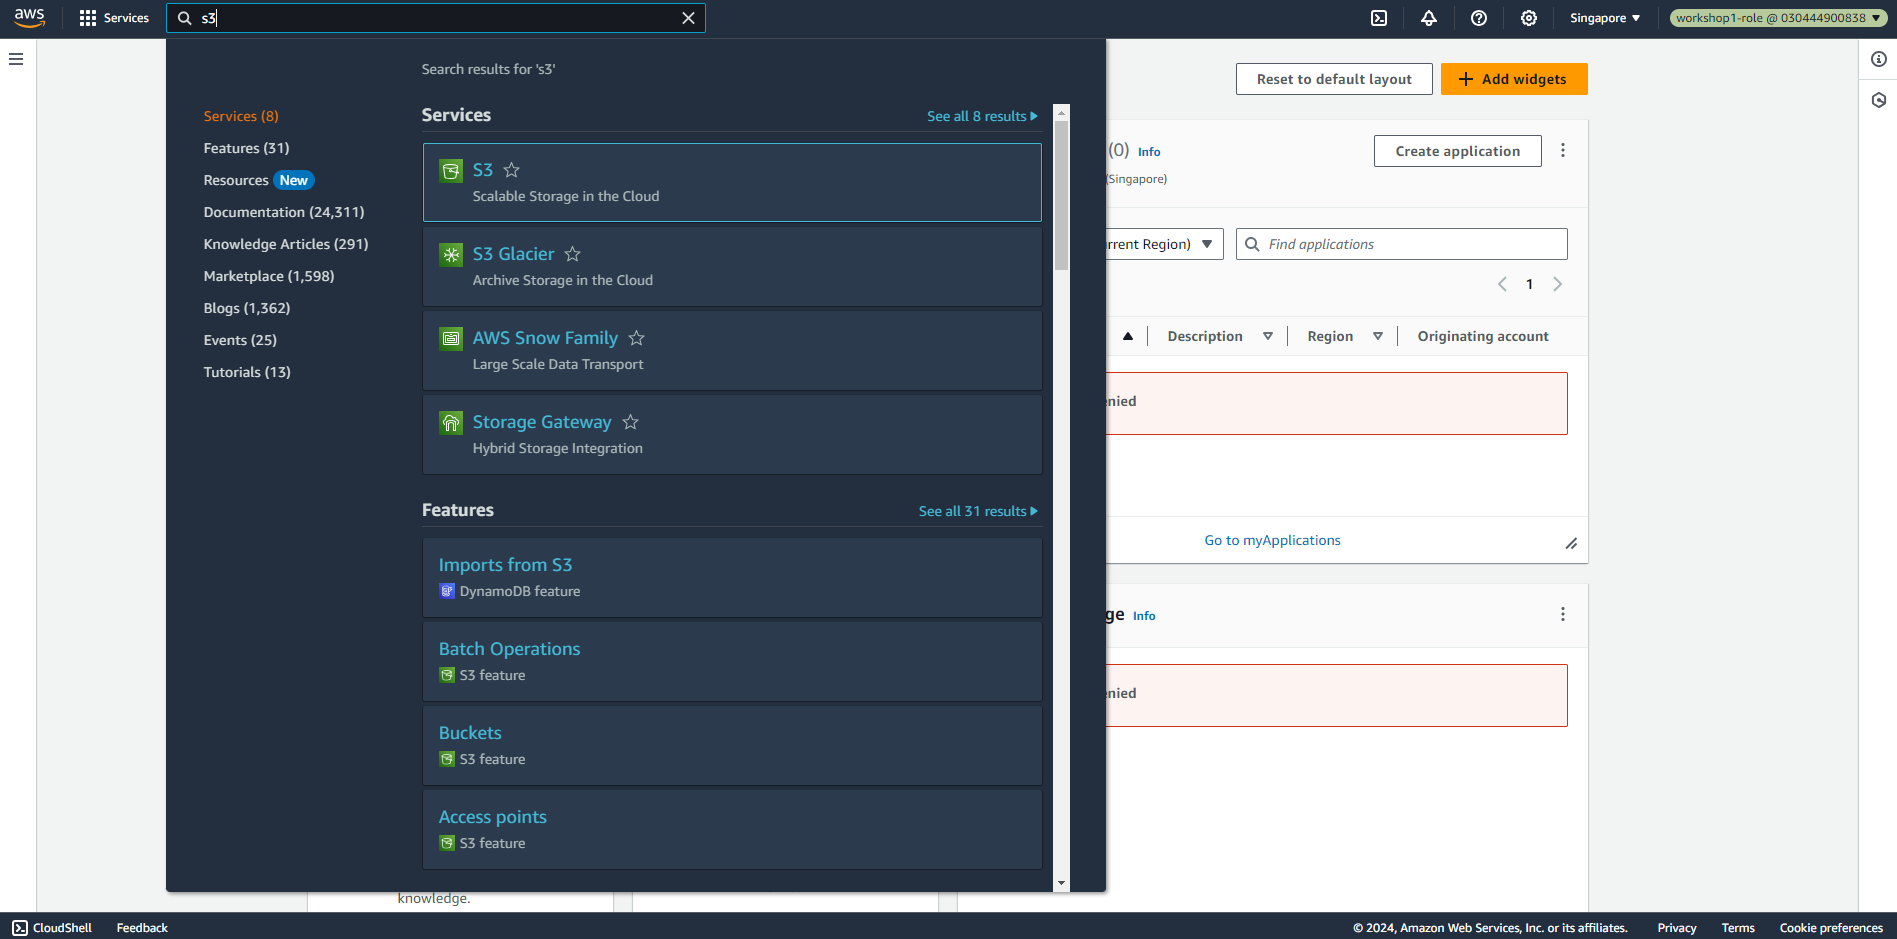 aws
Services
s3
Singapore
workshop1-role @ 030444900838
Search results for 's3'
Services (8)
Features (31)
Resources New
Documentation (24,311)
Knowledge Articles (291)
Marketplace (1,598)
Blogs (1,362)
Events (25)
Tutorials (13)
Services
See all 8 results
S3
Scalable Storage in the Cloud
S3 Glacier
Archive Storage in the Cloud
AWS Snow Family
Large Scale Data Transport
Storage Gateway
Hybrid Storage Integration
Features
See all 31 results
Imports from S3
DynamoDB feature
Batch Operations
S3 feature
Buckets
S3 feature
Access points
S3 feature
Reset to default layout
Add widgets
(0) Info
Create application
(Singapore)
rrent Region)
Find applications
1
Description
Region
Originating account
enied
Go to myApplications
ge Info
enied
knowledge.
CloudShell
Feedback
© 2024, Amazon Web Services, Inc. or its affiliates.
Privacy
Terms
Cookie preferences